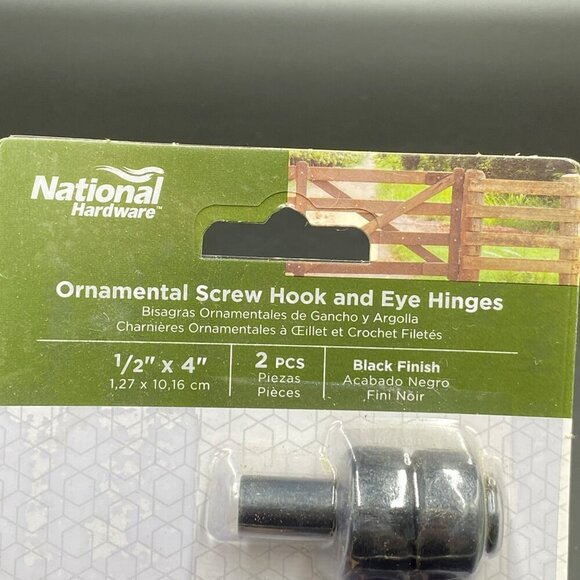 National
Hardware™
Ornamental Screw Hook and Eye Hinges
Bisagras Ornamentales de Gancho y Argolla
Charnières Ornamentales à Œillet et Crochet Filetés
1/2" x 4"
1,27 x 10,16 cm
2 PCS
Piezas
Pièces
Black Finish
Acabado Negro
Fini Noir